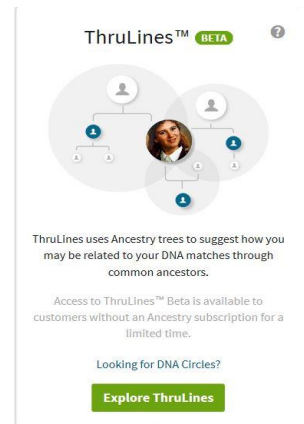 ThruLines™ BETA ?
ThruLines uses Ancestry trees to suggest how you
may be related to your DNA matches through
common ancestors.
Access to ThruLines™ Beta is available to
customers without an Ancestry subscription for a
limited time.
Looking for DNA Circles?
Explore ThruLines